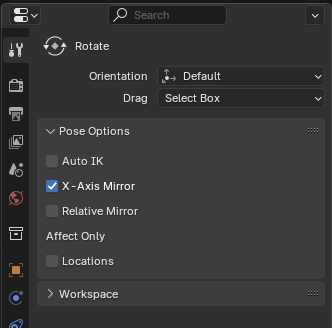 Search
Rotate
Orientation Default
Drag Select Box
Pose Options
Auto IK
X-Axis Mirror
Relative Mirror
Affect Only
Locations
Workspace